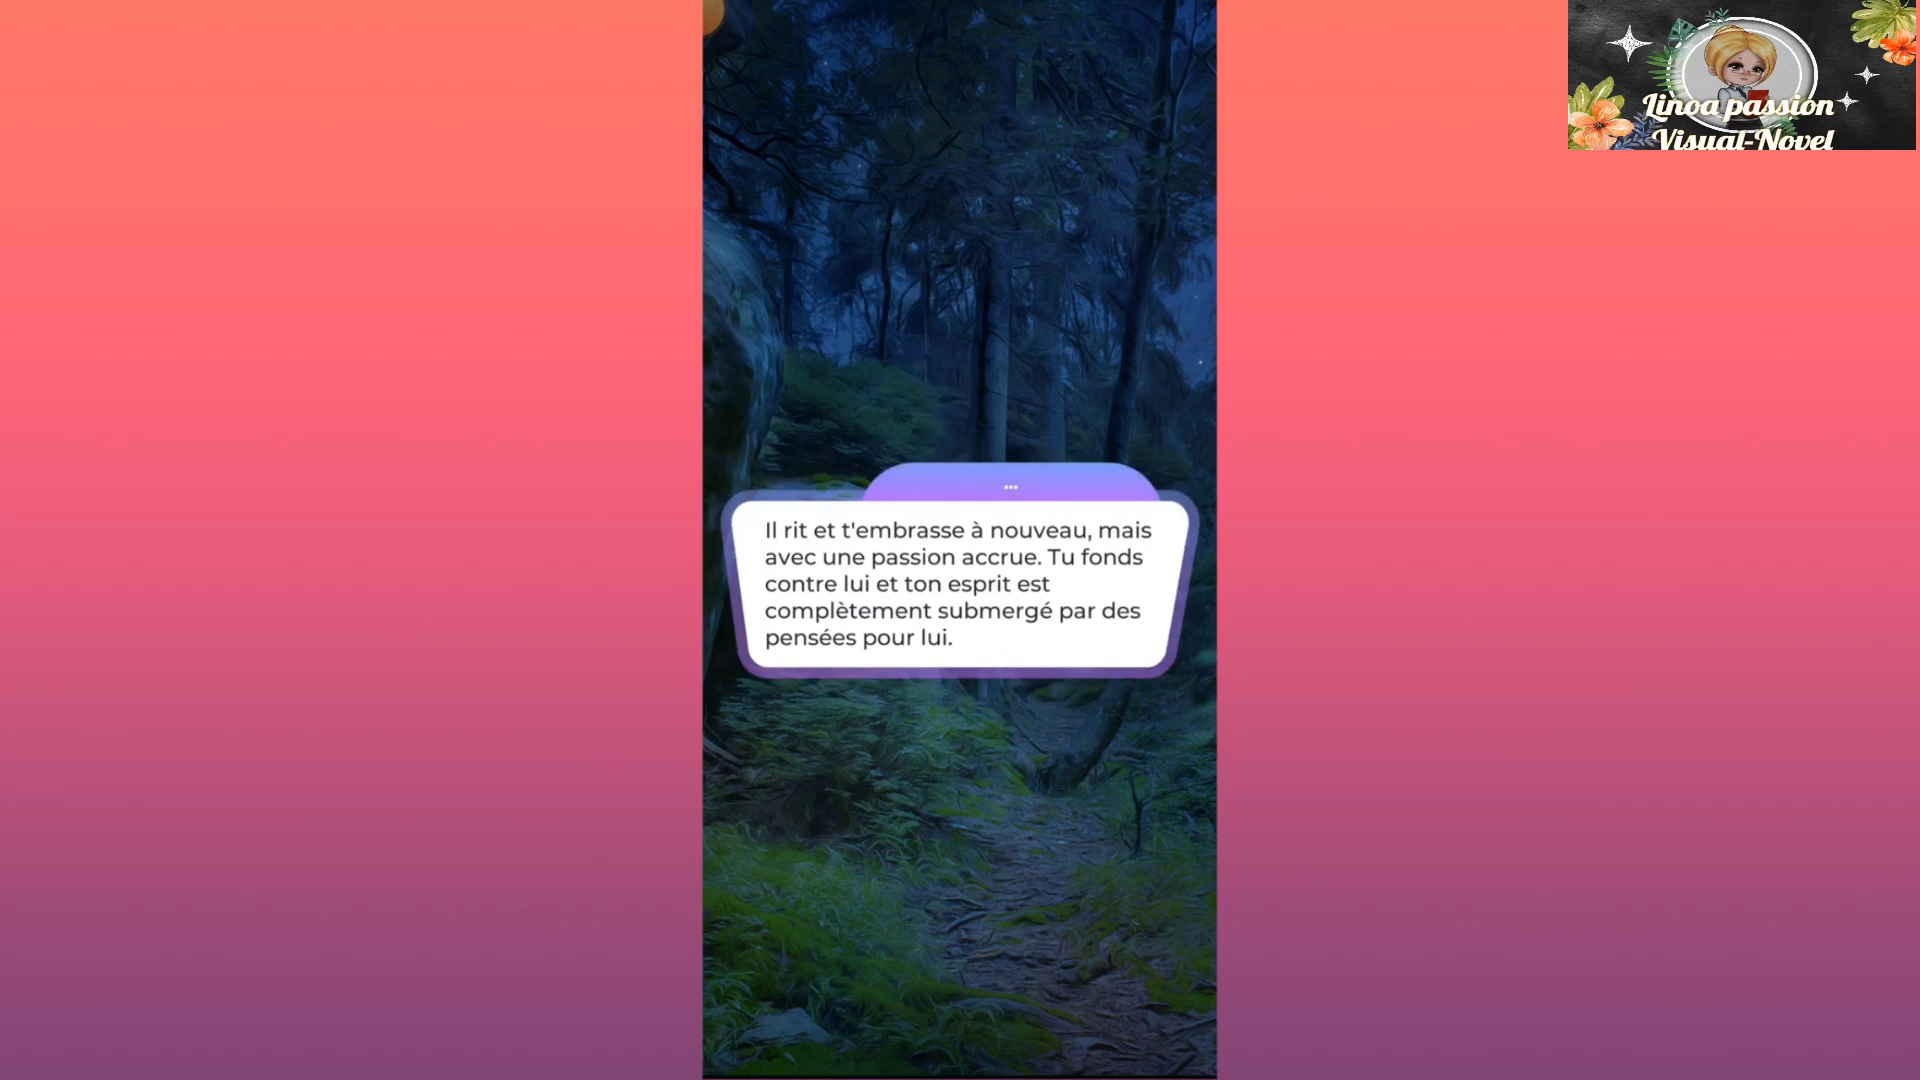 Linoa passion
Visual-Novel
...
Il rit et t'embrasse à nouveau, mais
avec une passion accrue. Tu fonds
contre lui et ton esprit est
complètement submergé par des
pensées pour lui.